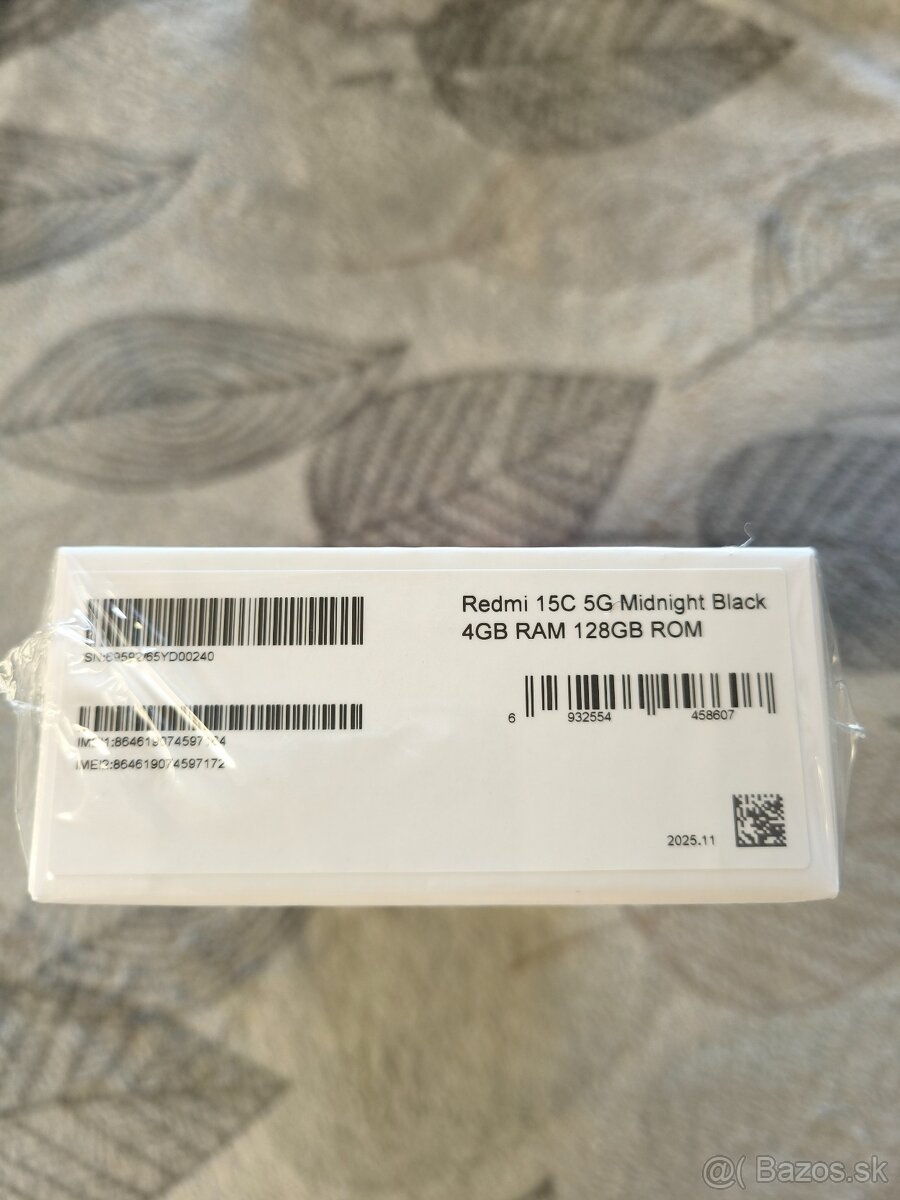 Redmi 15C 5G Midnight Black
4GB RAM 128GB ROM
6 932554 458607
IMEI2:864619074597172
2025.11
@( Bazos.sk